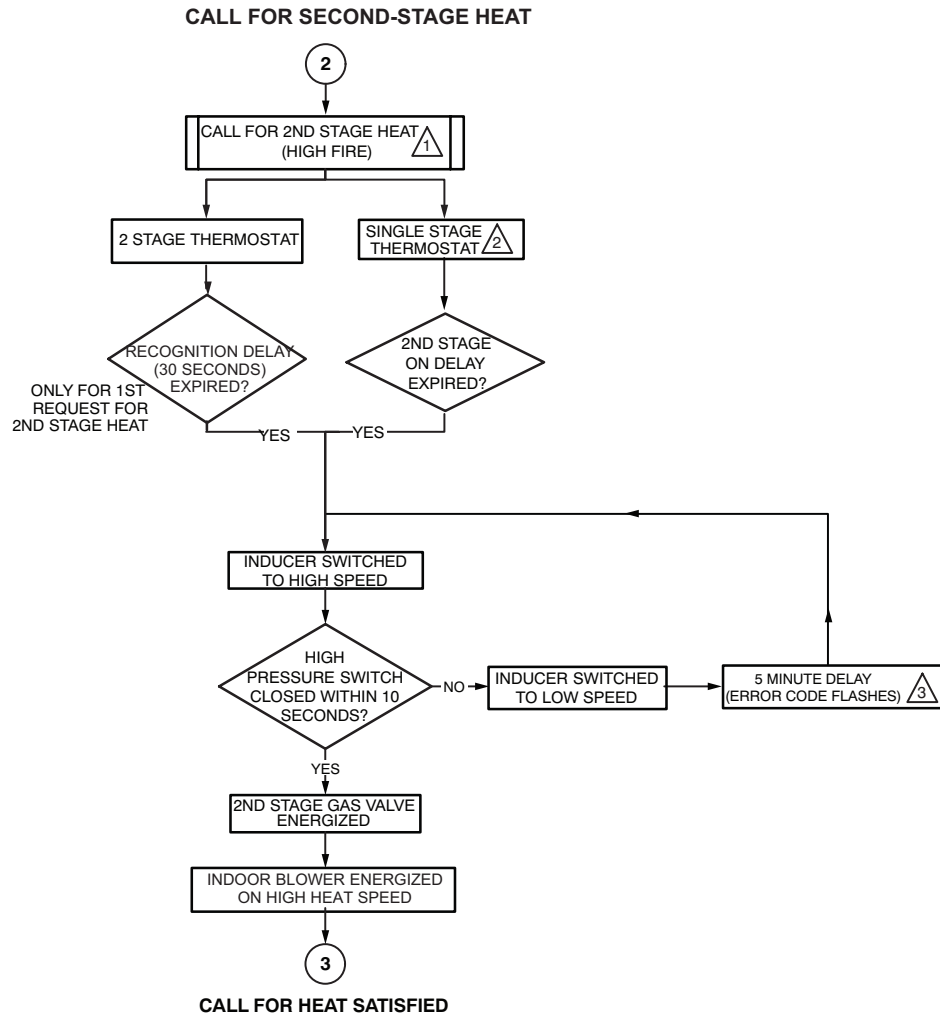 CALL FOR SECOND-STAGE HEAT
2
CALL FOR 2ND STAGE HEAT
(HIGH FIRE)
1
2 STAGE THERMOSTAT
SINGLE STAGE
THERMOSTAT
2
RECOGNITION DELAY
(30 SECONDS)
EXPIRED?
2ND STAGE
ON DELAY
EXPIRED?
ONLY FOR 1ST
REQUEST FOR
2ND STAGE HEAT
YES
YES
INDUCER SWITCHED
TO HIGH SPEED
HIGH
PRESSURE SWITCH
CLOSED WITHIN 10
SECONDS?
NO
INDUCER SWITCHED
TO LOW SPEED
5 MINUTE DELAY
(ERROR CODE FLASHES)
3
YES
2ND STAGE GAS VALVE
ENERGIZED
INDOOR BLOWER ENERGIZED
ON HIGH HEAT SPEED
3
CALL FOR HEAT SATISFIED